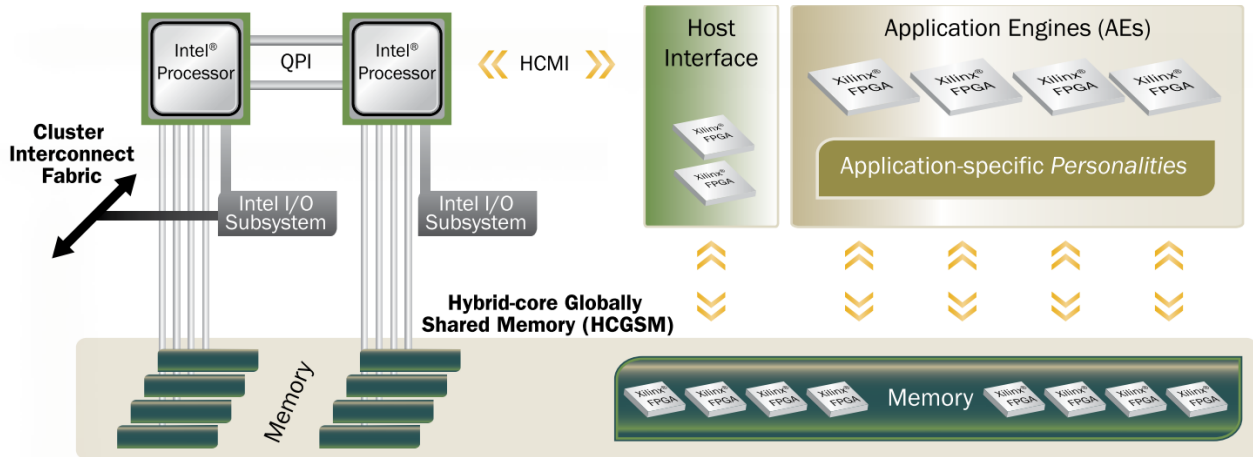 Intel®
Processor
QPI
Intel®
Processor
HCMI
Host
Interface
Xilinx®
FPGA
Xilinx®
FPGA
Application Engines (AEs)
Xilinx®
FPGA
Xilinx®
FPGA
Xilinx®
FPGA
Xilinx®
FPGA
Application-specific Personalities
Cluster
Interconnect
Fabric
Intel I/O
Subsystem
Intel I/O
Subsystem
Hybrid-core Globally
Shared Memory (HCGSM)
Memory
Xilinx®
FPGA
Xilinx®
FPGA
Xilinx®
FPGA
Xilinx®
FPGA
Memory
Xilinx®
FPGA
Xilinx®
FPGA
Xilinx®
FPGA
Xilinx®
FPGA